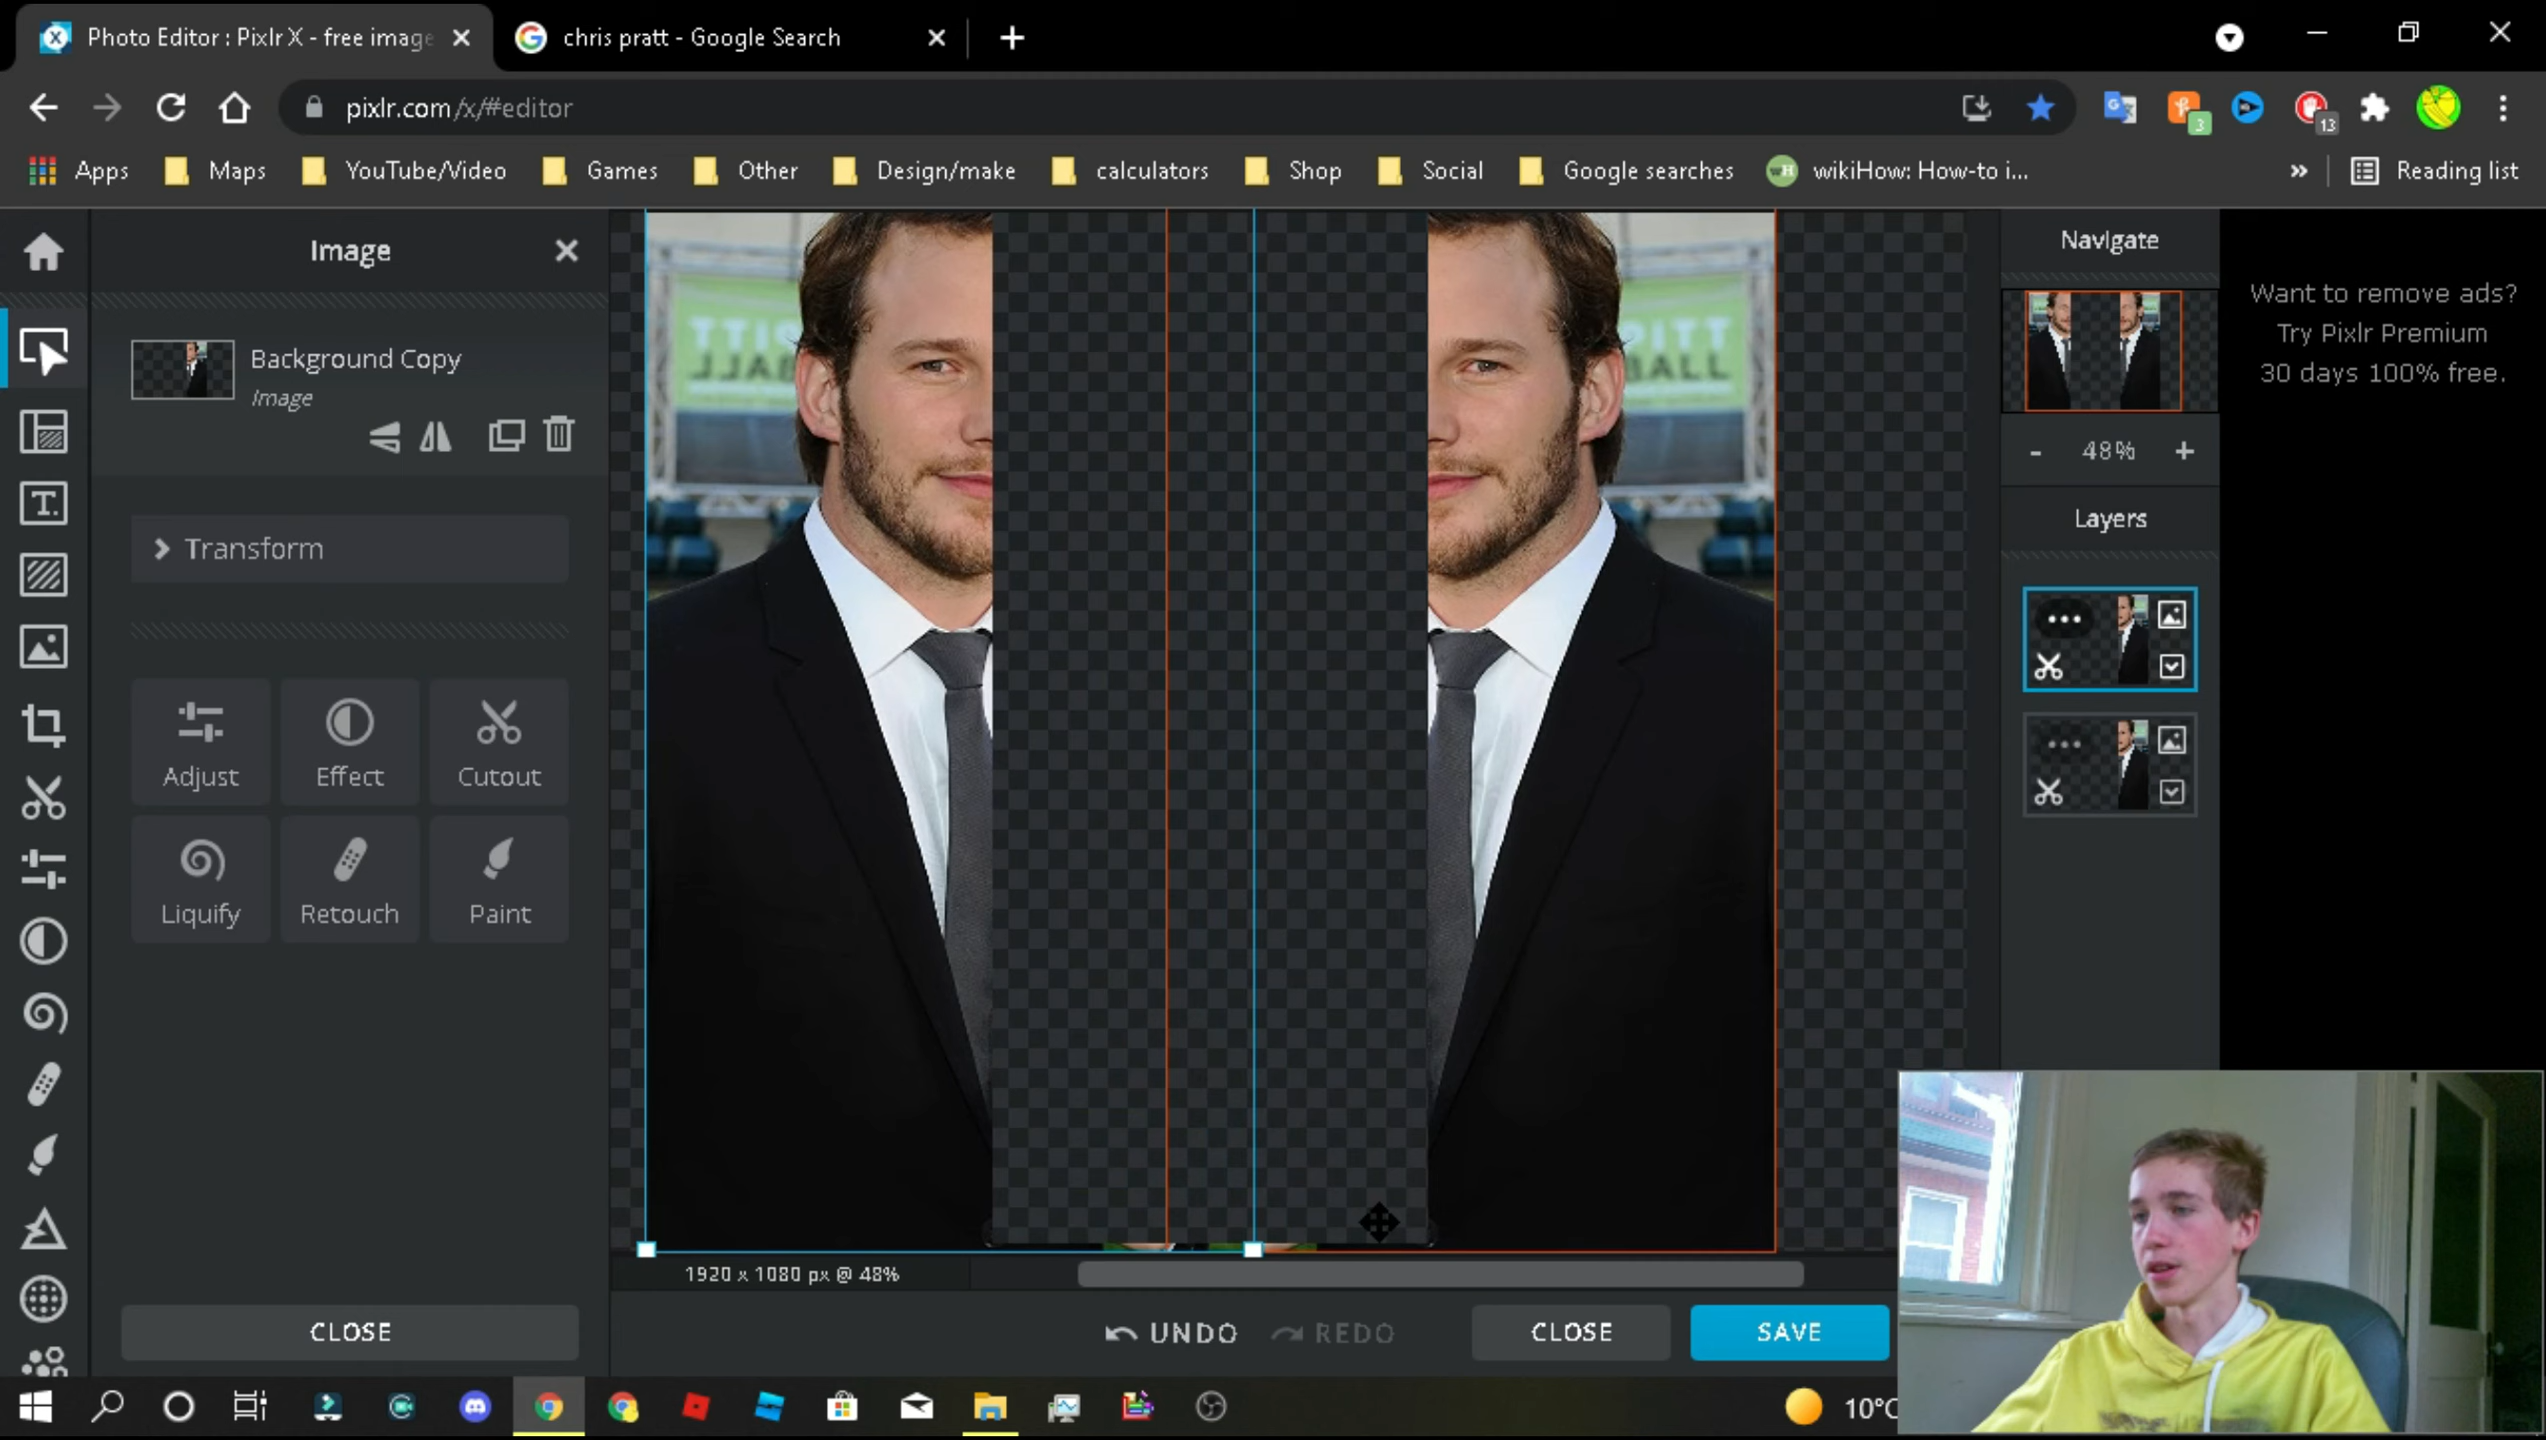 Photo Editor : Pixlr X - free image
chris pratt - Google Search
pixlr.com/x/#editor
3
13
Apps
Maps
YouTube/Video
Games
Other
Design/make
calculators
Shop
Social
Google searches
wikiHow: How-to i...
Reading list
Image
Background Copy
Image
Transform
Adjust
Effect
Cutout
Liquify
Retouch
Paint
CLOSE
1920 x 1080 px @ 48%
UNDO
REDO
CLOSE
SAVE
Navigate
48%
Layers
Want to remove ads?
Try Pixlr Premium
30 days 100% free.
10°C